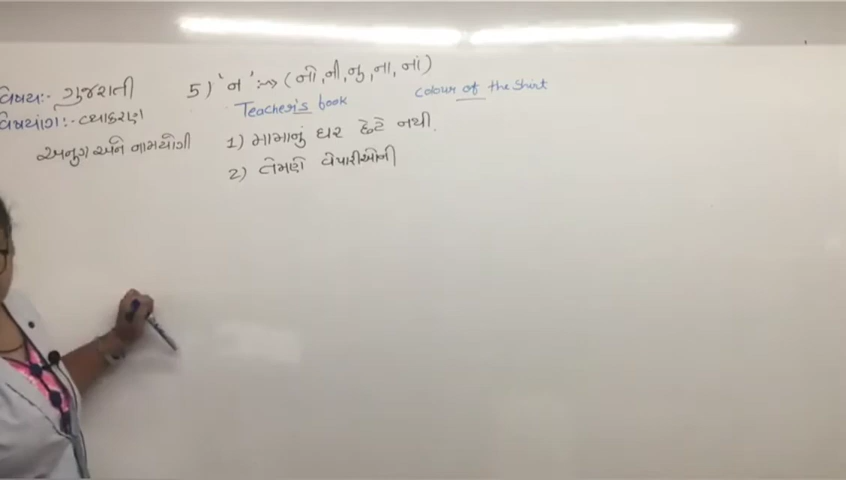 વિષય:- ગુજરાતી
વિષયાંગ:- વ્યાકરણ
અનુગ અને નામયોગી
5) 'ન' :→ (નો, ની, નુ, ના, નાં)
Teacher's book
colour of the shirt
1) મામાનું ઘર છેટે નથી.
2) તેમણે વેપારીઓની